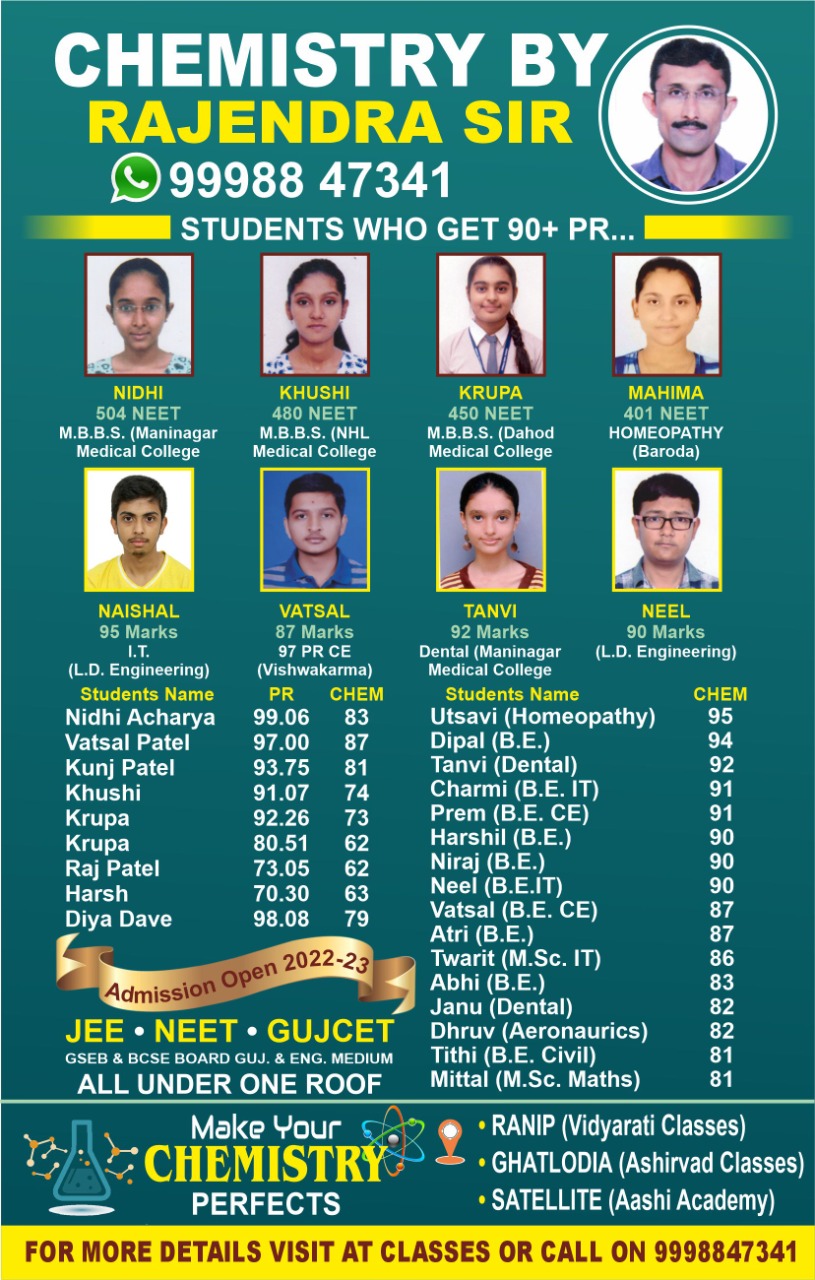 CHEMISTRY BY
RAJENDRA SIR
99988 47341
STUDENTS WHO GET 90+ PR...
NIDHI
504 NEET
M.B.B.S. (Maninagar
Medical College
KHUSHI
480 NEET
M.B.B.S. (NHL
Medical College
KRUPA
450 NEET
M.B.B.S. (Dahod
Medical College
MAHIMA
401 NEET
HOMEOPATHY
(Baroda)
NAISHAL
95 Marks
I.T.
(L.D. Engineering)
VATSAL
87 Marks
97 PR CE
(Vishwakarma)
TANVI
92 Marks
Dental (Maninagar
Medical College
NEEL
90 Marks
(L.D. Engineering)
Students Name PR CHEM
Nidhi Acharya 99.06 83
Vatsal Patel 97.00 87
Kunj Patel 93.75 81
Khushi 91.07 74
Krupa 92.26 73
Krupa 80.51 62
Raj Patel 73.05 62
Harsh 70.30 63
Diya Dave 98.08 79
Students Name CHEM
Utsavi (Homeopathy) 95
Dipal (B.E.) 94
Tanvi (Dental) 92
Charmi (B.E. IT) 91
Prem (B.E. CE) 91
Harshil (B.E.) 90
Niraj (B.E.) 90
Neel (B.E.IT) 90
Vatsal (B.E. CE) 87
Atri (B.E.) 87
Twarit (M.Sc. IT) 86
Abhi (B.E.) 83
Janu (Dental) 82
Dhruv (Aeronaurics) 82
Tithi (B.E. Civil) 81
Mittal (M.Sc. Maths) 81
Admission Open 2022-23
JEE • NEET • GUJCET
GSEB & BCSE BOARD GUJ. & ENG. MEDIUM
ALL UNDER ONE ROOF
Make Your
CHEMISTRY
PERFECTS
• RANIP (Vidyarati Classes)
• GHATLODIA (Ashirvad Classes)
• SATELLITE (Aashi Academy)
FOR MORE DETAILS VISIT AT CLASSES OR CALL ON 9998847341